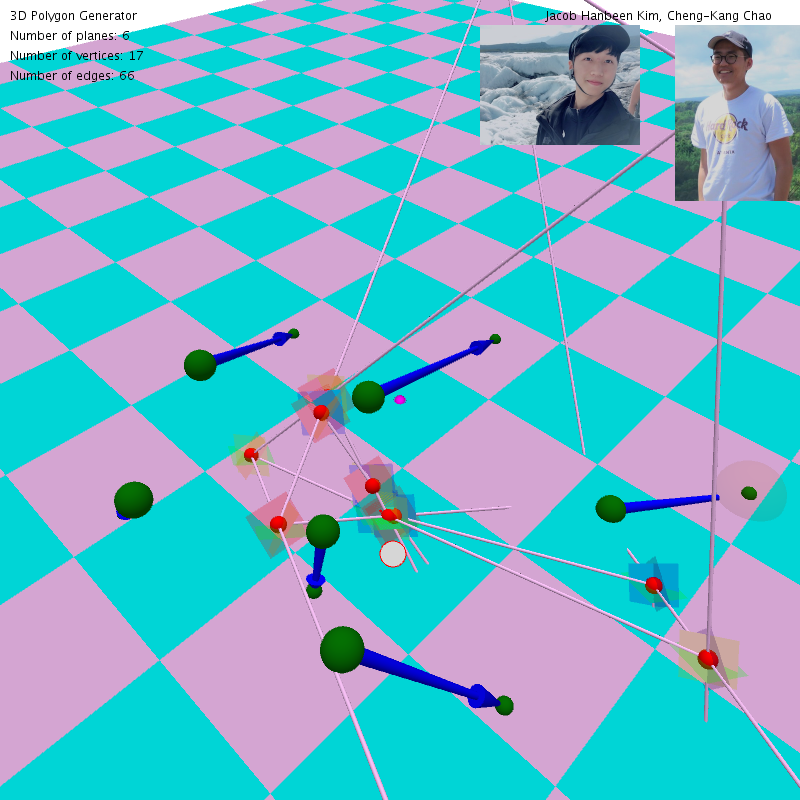 3D Polygon Generator
Jacob Hanbeen Kim, Cheng-Kang Chao
Number of planes: 6
Number of vertices: 17
Number of edges: 66